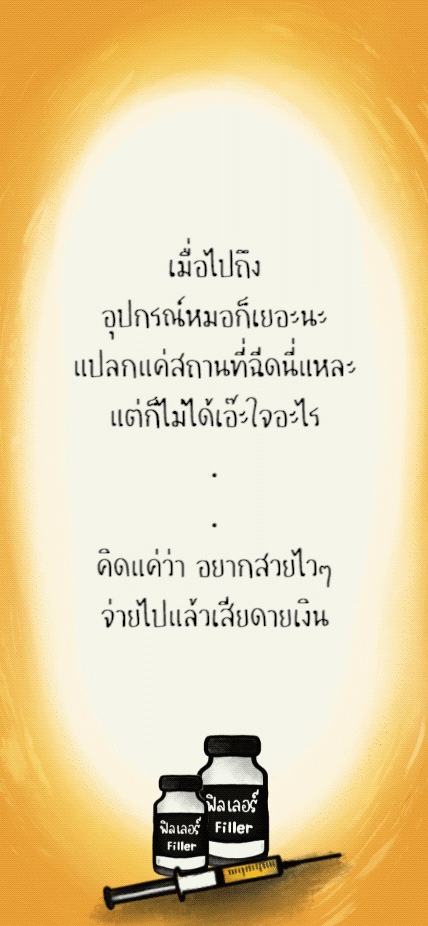 เมื่อไปถึง
อุปกรณ์หมอก็เยอะนะ
แปลกแค่สถานที่ฉีดนี่แหละ
แต่ก็ไม่ได้เอ๊ะใจอะไร
.
.
คิดแค่ว่า อยากสวยไวๆ
จ่ายไปแล้วเสียดายเงิน
ฟิลเลอร์
Filler
ฟิลเลอร์
Filler